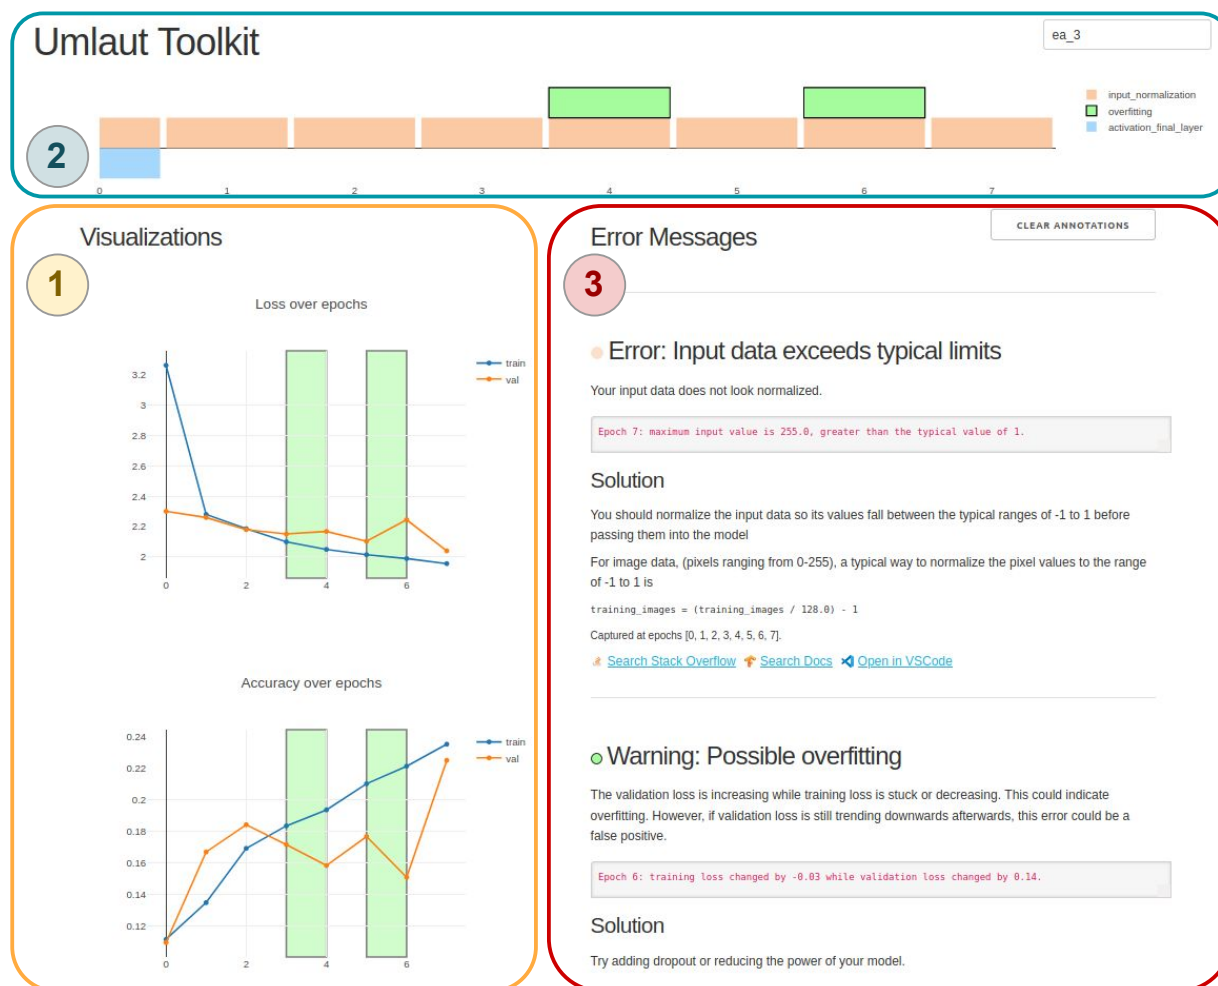 Umlaut Toolkit
ea_3
input_normalization
overfitting
activation_final_layer
2
0 1 2 3 4 5 6 7
Visualizations
1
Loss over epochs
train
val
3.2
3
2.8
2.6
2.4
2.2
2
0 2 4 6
Accuracy over epochs
train
val
0.24
0.22
0.2
0.18
0.16
0.14
0.12
0 2 4 6
Error Messages
CLEAR ANNOTATIONS
3
Error: Input data exceeds typical limits
Your input data does not look normalized.
Epoch 7: maximum input value is 255.0, greater than the typical value of 1.
Solution
You should normalize the input data so its values fall between the typical ranges of -1 to 1 before
passing them into the model
For image data, (pixels ranging from 0-255), a typical way to normalize the pixel values to the range
of -1 to 1 is
training_images = (training_images / 128.0) - 1
Captured at epochs [0, 1, 2, 3, 4, 5, 6, 7].
Search Stack Overflow Search Docs Open in VSCode
Warning: Possible overfitting
The validation loss is increasing while training loss is stuck or decreasing. This could indicate
overfitting. However, if validation loss is still trending downwards afterwards, this error could be a
false positive.
Epoch 6: training loss changed by -0.03 while validation loss changed by 0.14.
Solution
Try adding dropout or reducing the power of your model.